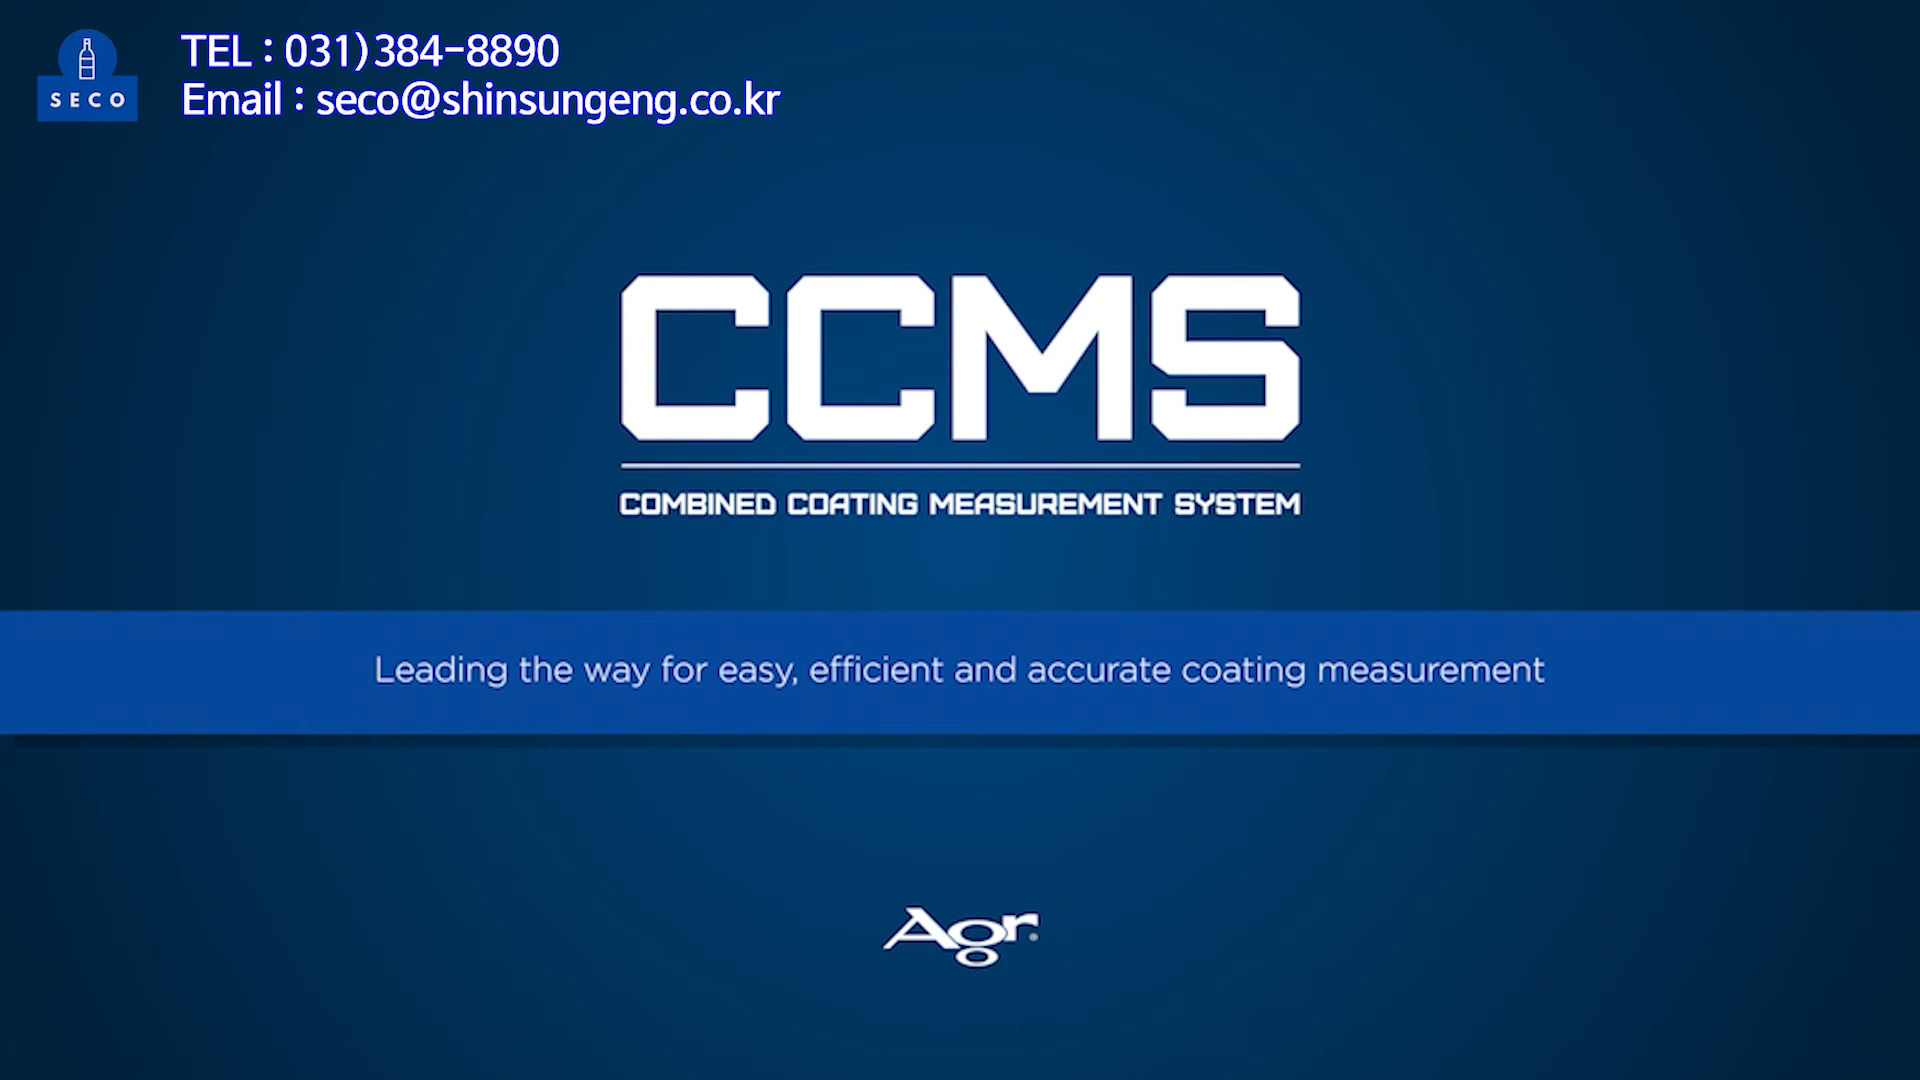 SECO
TEL : 031)384-8890
Email : seco@shinsungeng.co.kr
CCMS
COMBINED COATING MEASUREMENT SYSTEM
Leading the way for easy, efficient and accurate coating measurement
Agr®